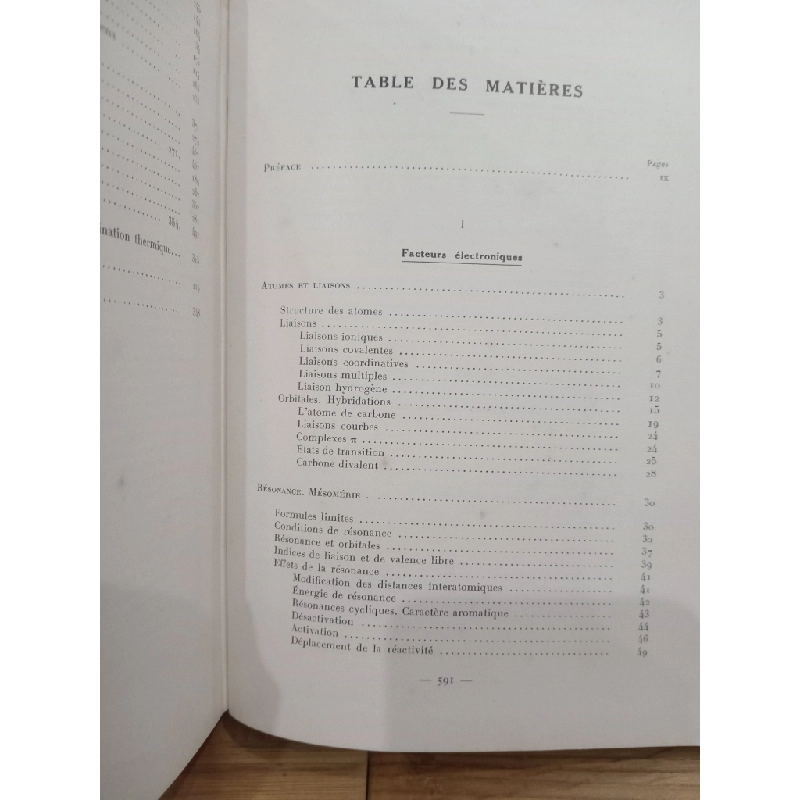 TABLE DES MATIÈRES
Pages
PRÉFACE IX
I
Facteurs électroniques
ATOMES ET LIAISONS 3
Structure des atomes 3
Liaisons 5
Liaisons ioniques 5
Liaisons covalentes 6
Liaisons coordinatives 7
Liaisons multiples 10
Liaison hydrogène 12
Orbitales. Hybridations 15
L'atome de carbone 19
Liaisons courbes 24
Complexes π 24
États de transition 25
Carbone divalent 28
RÉSONANCE. MÉSOMÉRIE 30
Formules limites 30
Conditions de résonance 32
Résonance et orbitales 37
Indices de liaison et de valence libre 39
Effets de la résonance 41
Modification des distances interatomiques 41
Énergie de résonance 42
Résonances cycliques. Caractère aromatique 43
Désactivation 44
Activation 46
Déplacement de la réactivité 49
— 591 —
ination thermique...